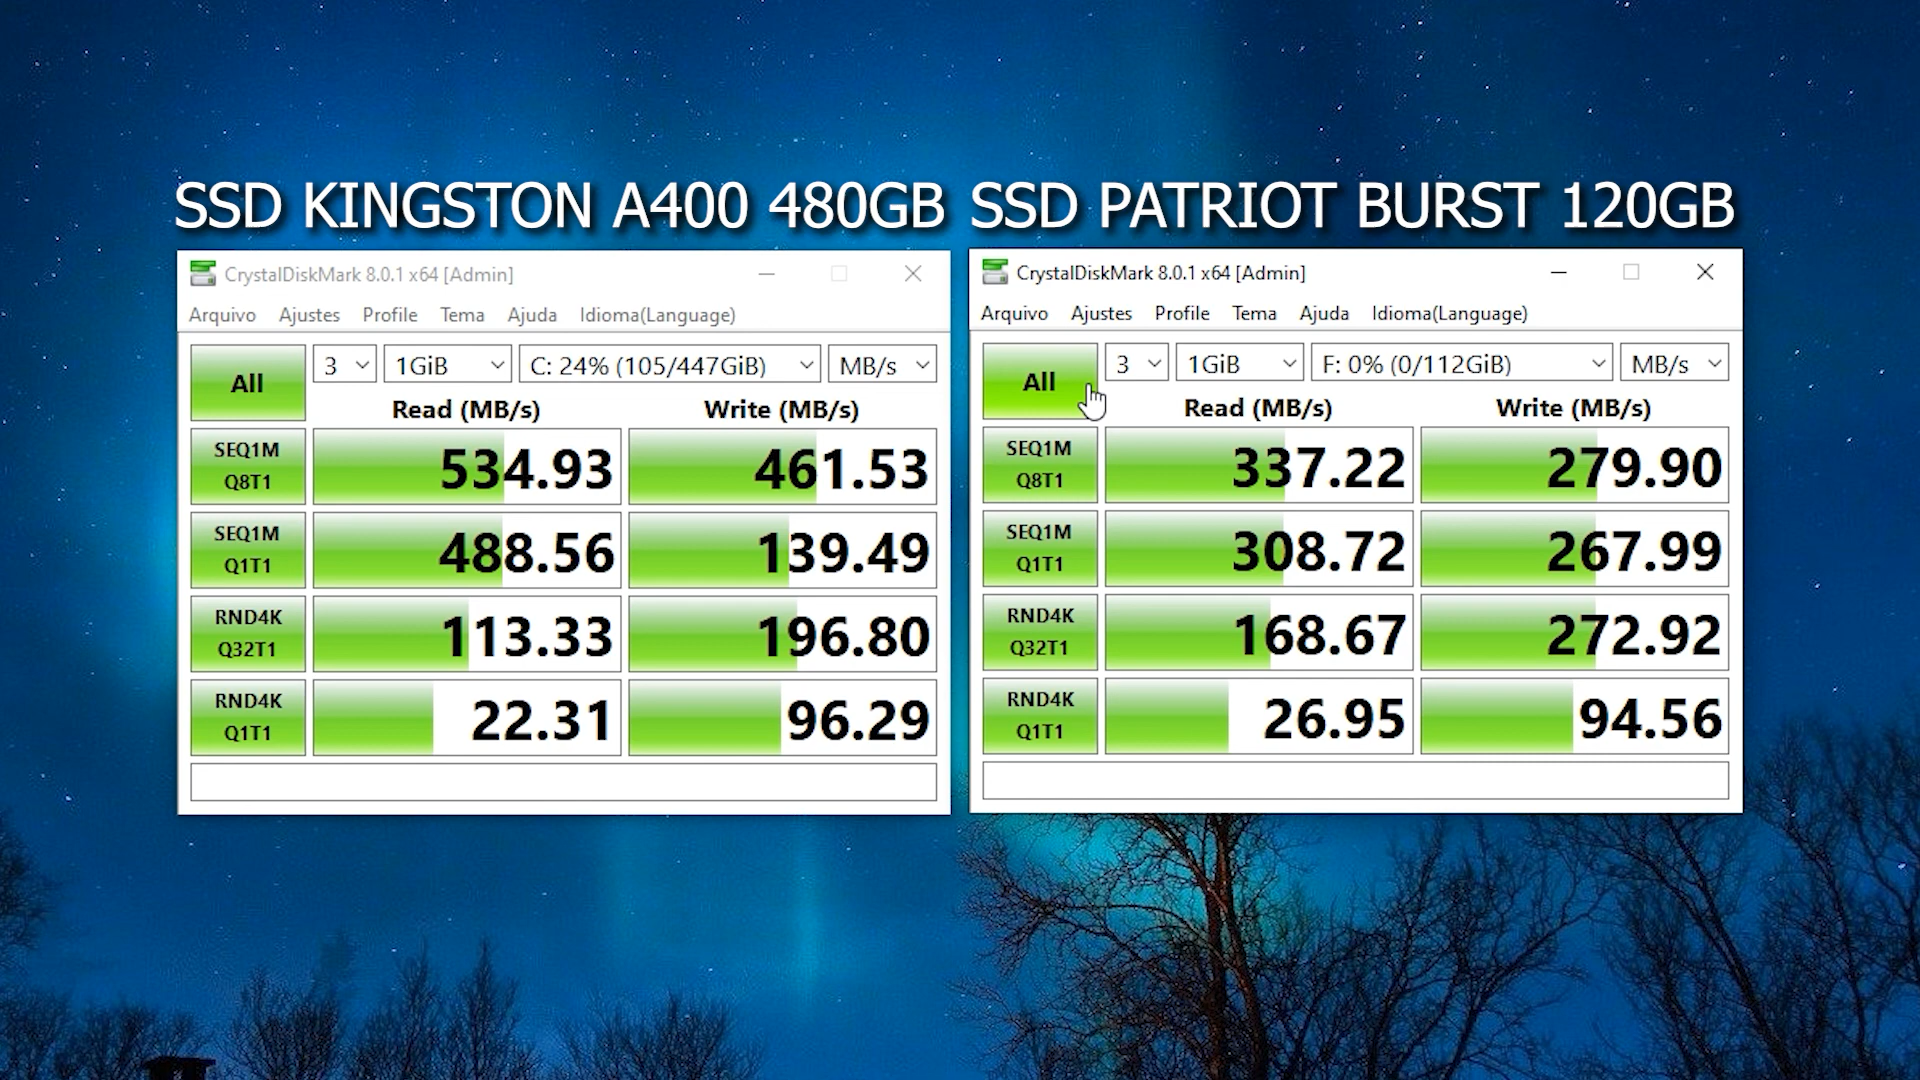 SSD KINGSTON A400 480GB
CrystalDiskMark 8.0.1 x64 [Admin]
Arquivo Ajustes Profile Tema Ajuda Idioma(Language)
All
3 1GiB C: 24% (105/447GiB) MB/s
Read (MB/s) Write (MB/s)
SEQ1M
Q8T1
534.93 461.53
SEQ1M
Q1T1
488.56 139.49
RND4K
Q32T1
113.33 196.80
RND4K
Q1T1
22.31 96.29
SSD PATRIOT BURST 120GB
CrystalDiskMark 8.0.1 x64 [Admin]
Arquivo Ajustes Profile Tema Ajuda Idioma(Language)
All
3 1GiB F: 0% (0/112GiB) MB/s
Read (MB/s) Write (MB/s)
SEQ1M
Q8T1
337.22 279.90
SEQ1M
Q1T1
308.72 267.99
RND4K
Q32T1
168.67 272.92
RND4K
Q1T1
26.95 94.56